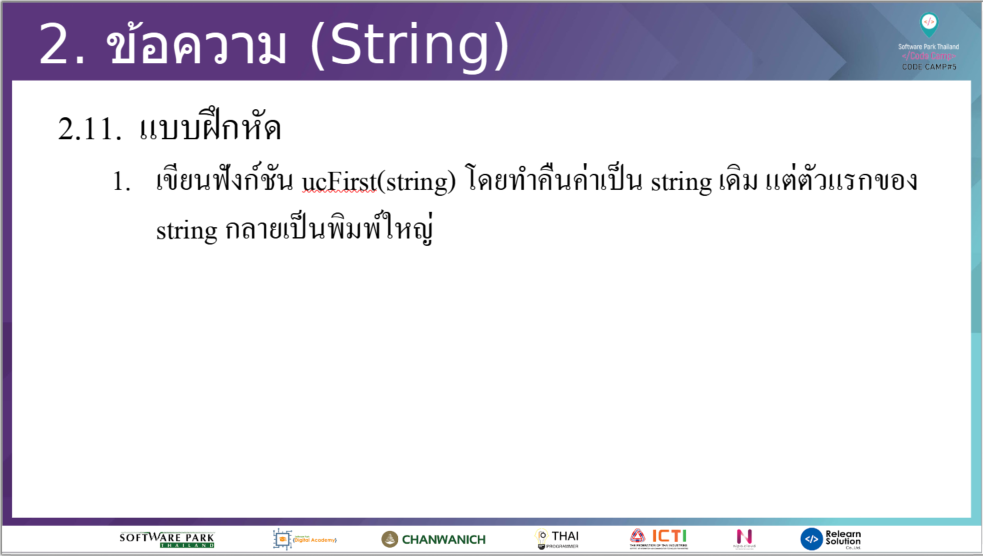 2. ข้อความ (String)
Software Park Thailand
</Code Camp>
CODE CAMP#5
2.11. แบบฝึกหัด
1. เขียนฟังก์ชัน ucFirst(string) โดยทำคืนค่าเป็น string เดิม แต่ตัวแรกของ
string กลายเป็นพิมพ์ใหญ่
SOFTWARE PARK
THAILAND
(Digital Academy)
CHANWANICH
THAI
PROGRAMMER
ICTI
N
Relearn
Solution
Co., Ltd.